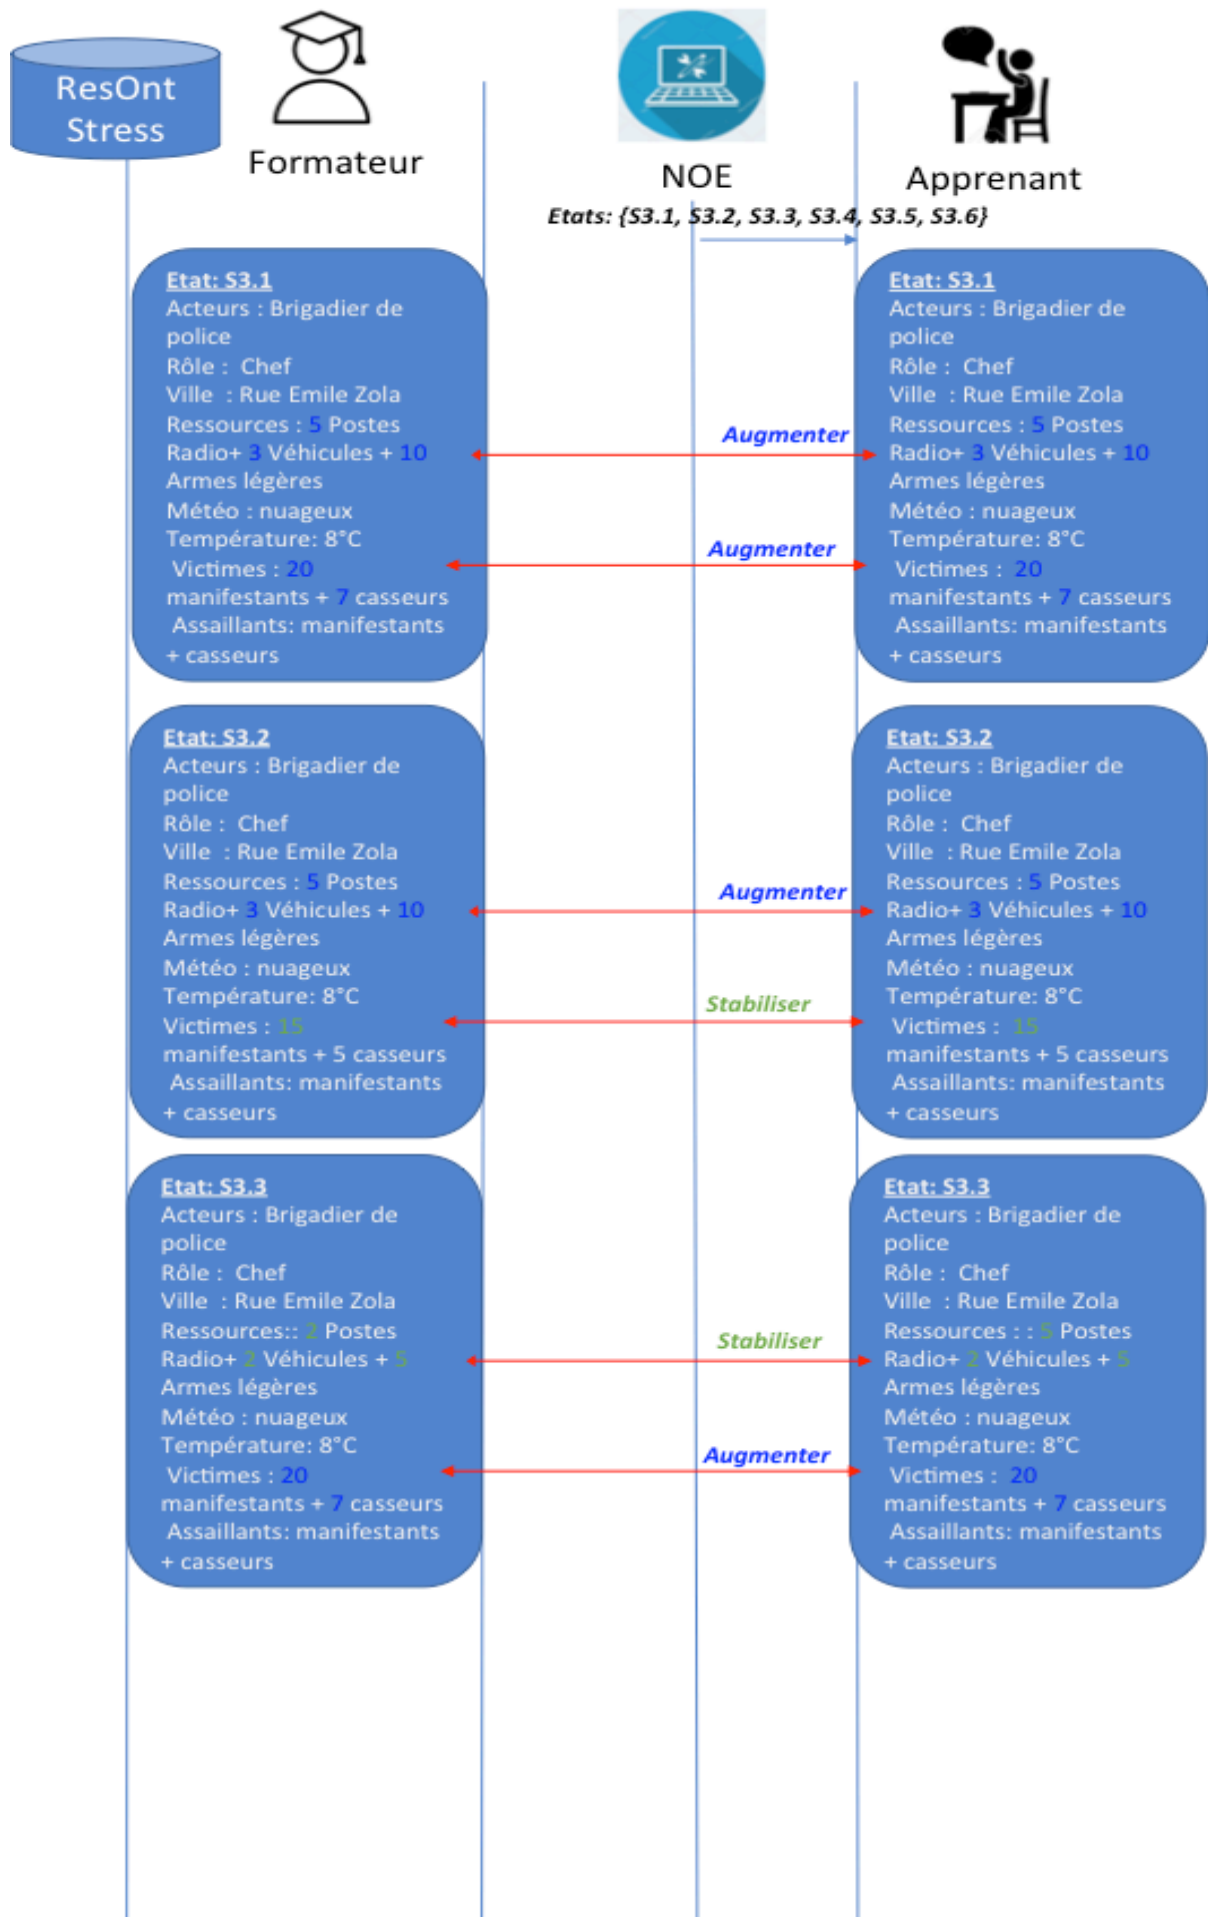 ResOnt
Stress
Formateur
NOE
Apprenant
Etats: {S3.1, S3.2, S3.3, S3.4, S3.5, S3.6}
Etat: S3.1
Acteurs : Brigadier de
police
Rôle : Chef
Ville : Rue Emile Zola
Ressources : 5 Postes
Radio+ 3 Véhicules + 10
Armes légères
Météo : nuageux
Température: 8°C
Victimes : 20
manifestants + 7 casseurs
Assaillants: manifestants
+ casseurs
Augmenter
Augmenter
Etat: S3.1
Acteurs : Brigadier de
police
Rôle : Chef
Ville : Rue Emile Zola
Ressources : 5 Postes
Radio+ 3 Véhicules + 10
Armes légères
Météo : nuageux
Température: 8°C
Victimes : 20
manifestants + 7 casseurs
Assaillants: manifestants
+ casseurs
Etat: S3.2
Acteurs : Brigadier de
police
Rôle : Chef
Ville : Rue Emile Zola
Ressources : 5 Postes
Radio+ 3 Véhicules + 10
Armes légères
Météo : nuageux
Température: 8°C
Victimes : 15
manifestants + 5 casseurs
Assaillants: manifestants
+ casseurs
Augmenter
Stabiliser
Etat: S3.2
Acteurs : Brigadier de
police
Rôle : Chef
Ville : Rue Emile Zola
Ressources : 5 Postes
Radio+ 3 Véhicules + 10
Armes légères
Météo : nuageux
Température: 8°C
Victimes : 15
manifestants + 5 casseurs
Assaillants: manifestants
+ casseurs
Etat: S3.3
Acteurs : Brigadier de
police
Rôle : Chef
Ville : Rue Emile Zola
Ressources:: 2 Postes
Radio+ 2 Véhicules + 5
Armes légères
Météo : nuageux
Température: 8°C
Victimes : 20
manifestants + 7 casseurs
Assaillants: manifestants
+ casseurs
Stabiliser
Augmenter
Etat: S3.3
Acteurs : Brigadier de
police
Rôle : Chef
Ville : Rue Emile Zola
Ressources : : 5 Postes
Radio+ 2 Véhicules + 5
Armes légères
Météo : nuageux
Température: 8°C
Victimes : 20
manifestants + 7 casseurs
Assaillants: manifestants
+ casseurs